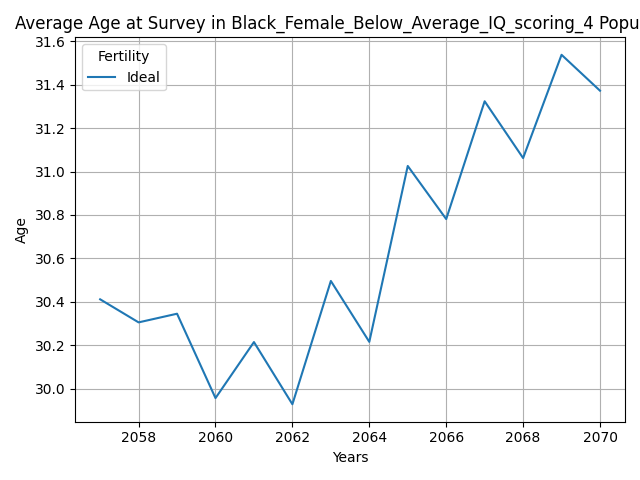 Average Age at Survey in Black_Female_Below_Average_IQ_scoring_4 Popu
Fertility
Ideal
31.6
31.4
31.2
31.0
30.8
30.6
30.4
30.2
30.0
Age
2058 2060 2062 2064 2066 2068 2070
Years